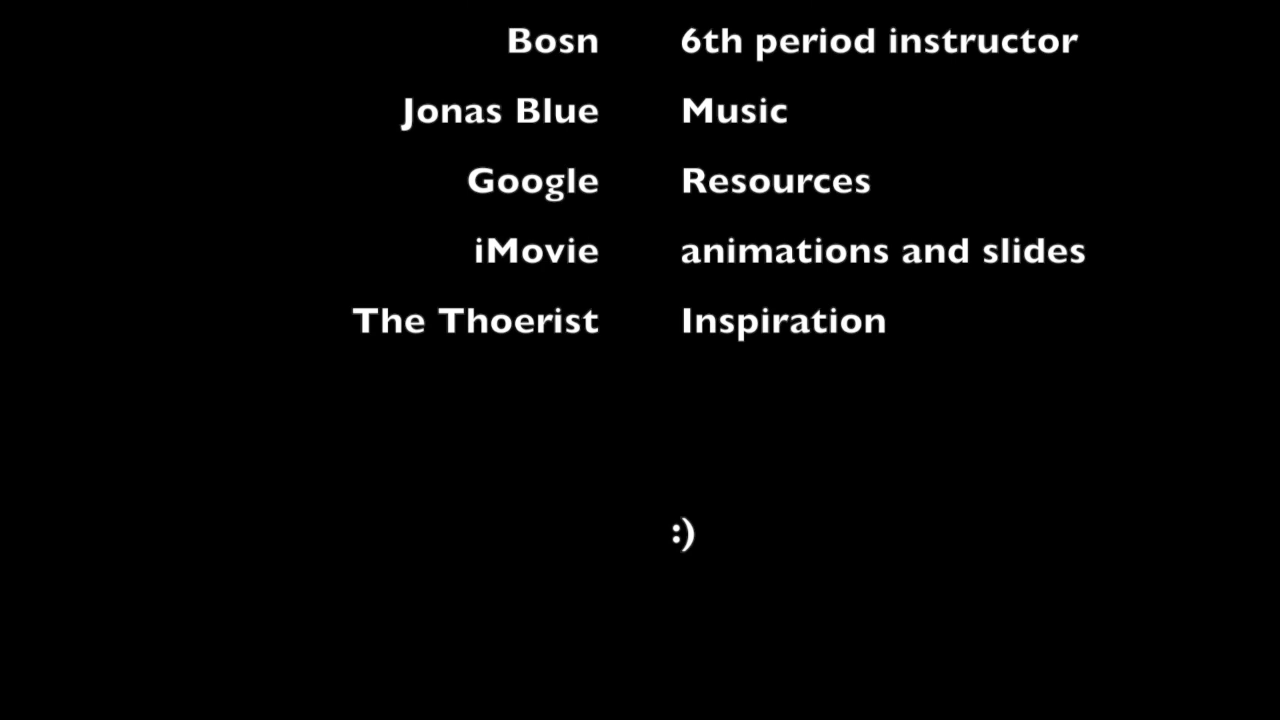 Bosn 6th period instructor
Jonas Blue Music
Google Resources
iMovie animations and slides
The Thoerist Inspiration
:)